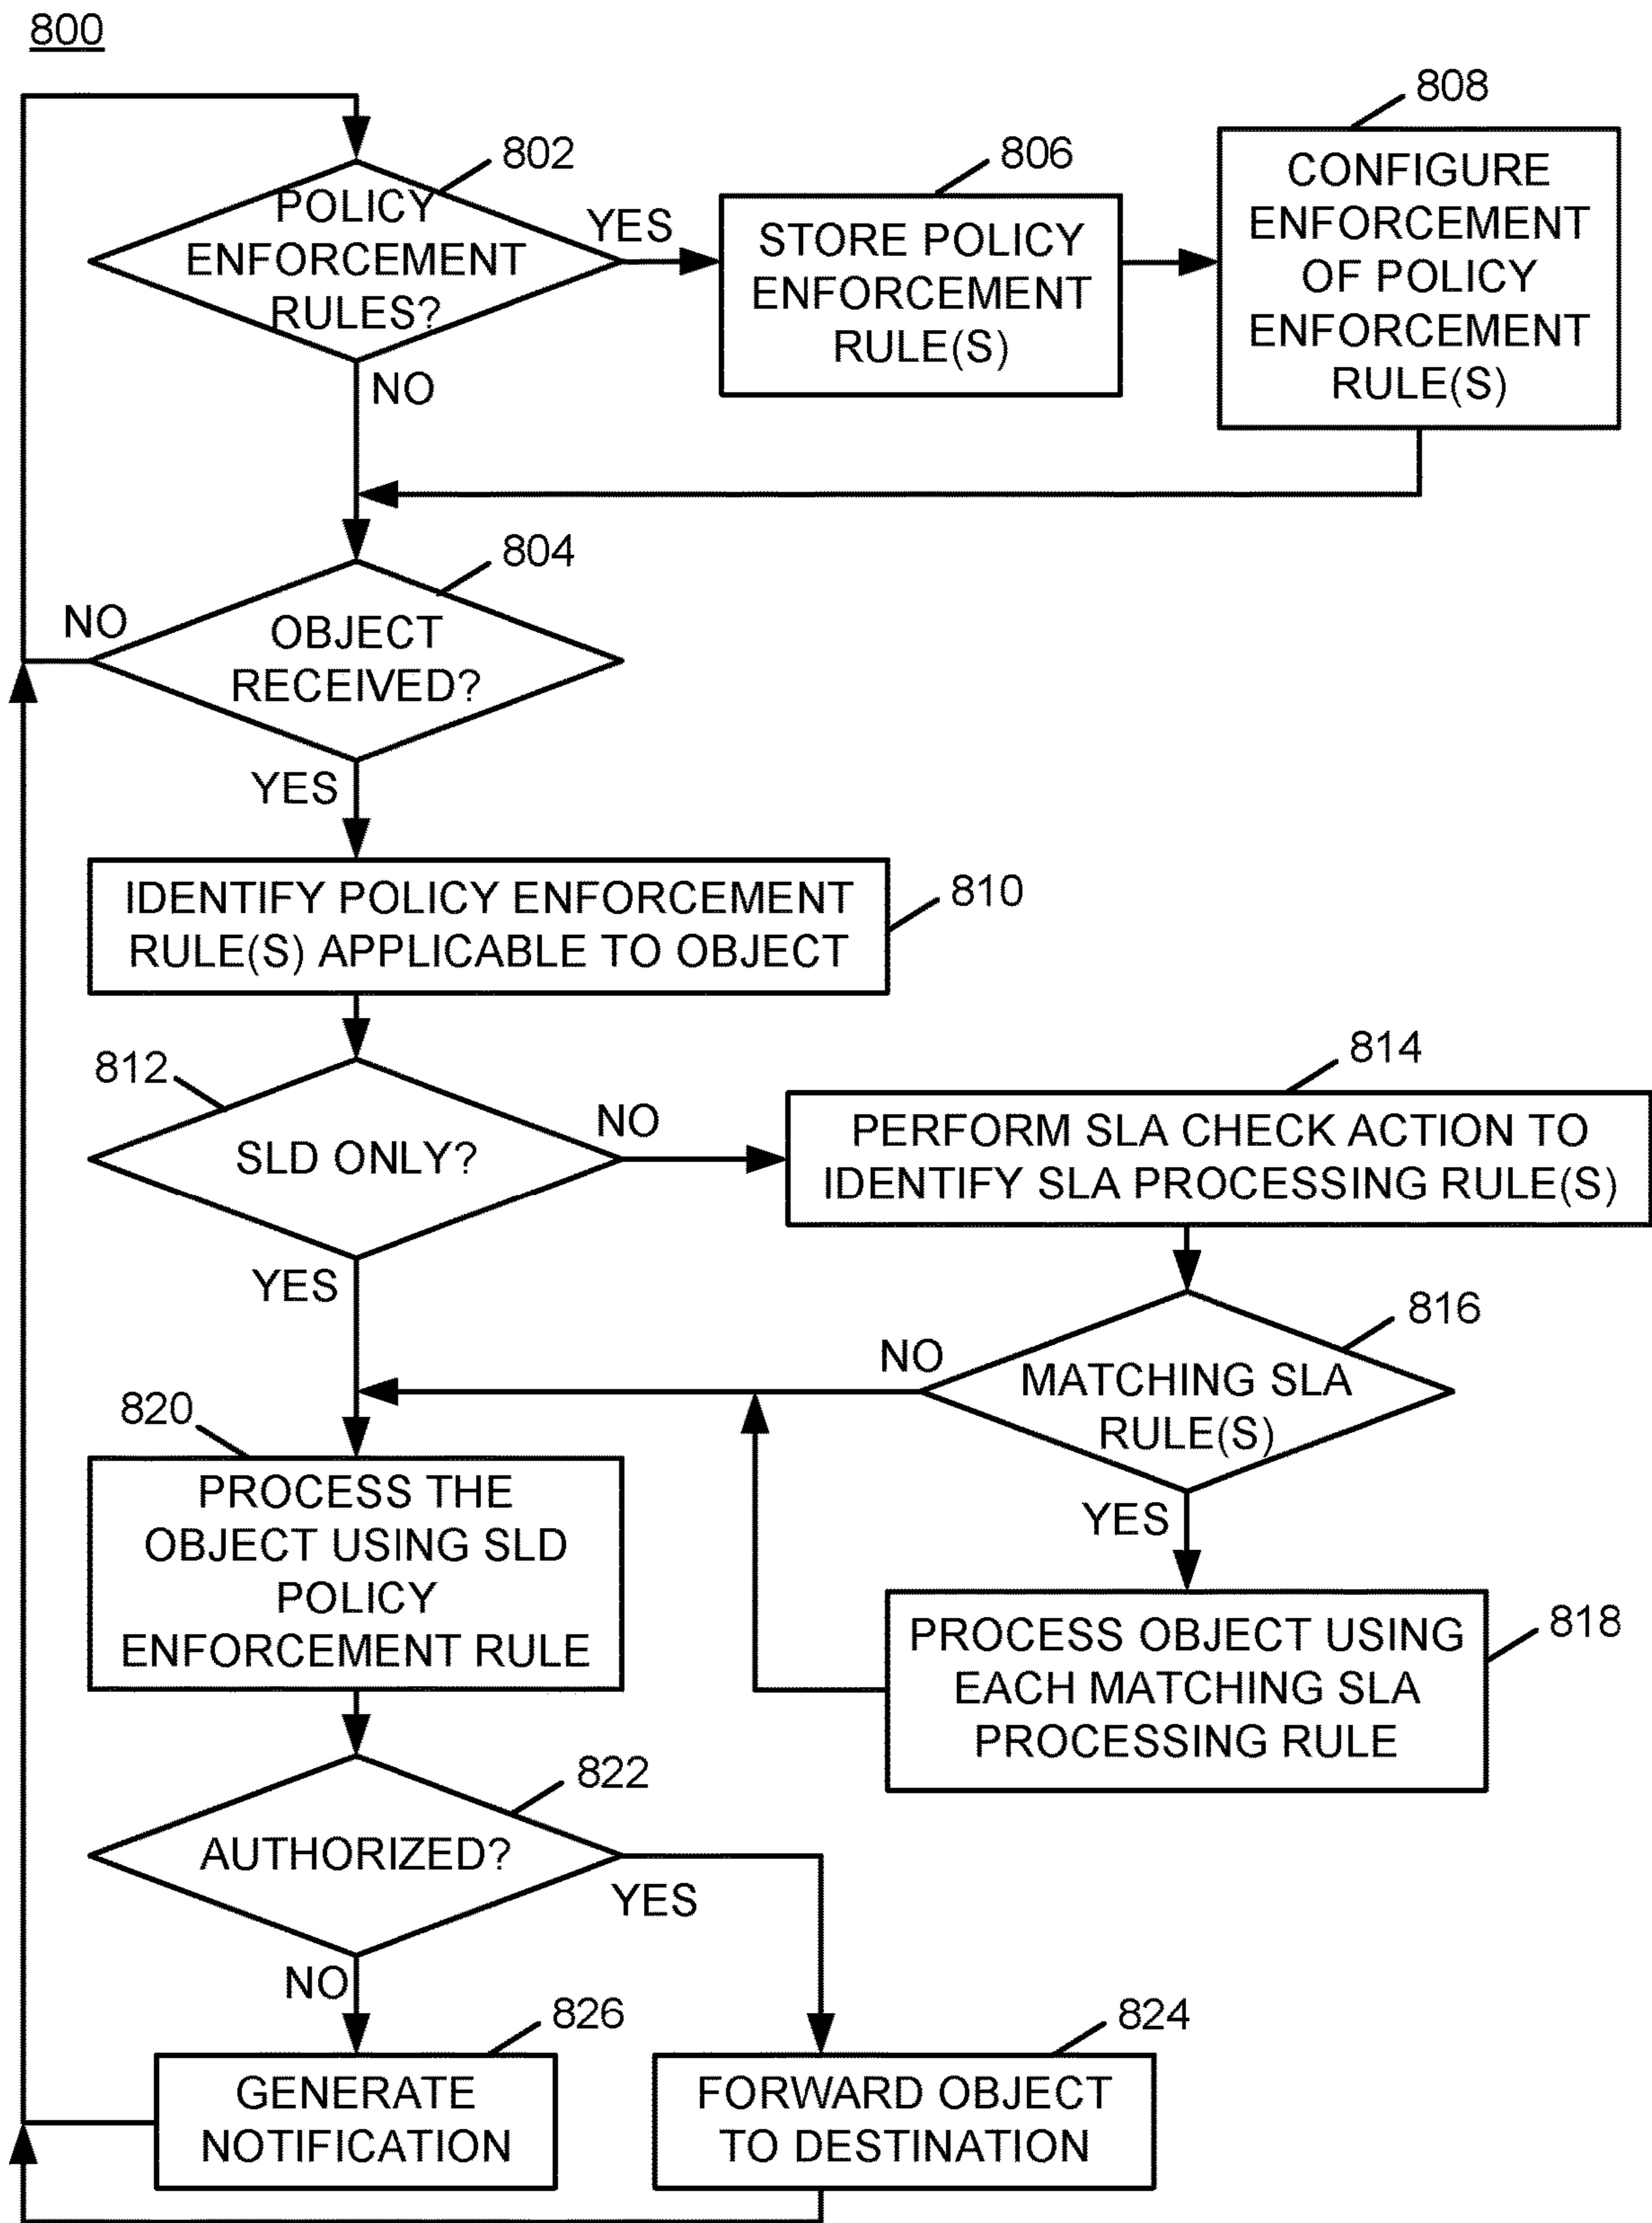 800
802
POLICY
ENFORCEMENT
RULES?
YES
NO
806
STORE POLICY
ENFORCEMENT
RULE(S)
808
CONFIGURE
ENFORCEMENT
OF POLICY
ENFORCEMENT
RULE(S)
804
OBJECT
RECEIVED?
NO
YES
810
IDENTIFY POLICY ENFORCEMENT
RULE(S) APPLICABLE TO OBJECT
812
SLD ONLY?
NO
YES
814
PERFORM SLA CHECK ACTION TO
IDENTIFY SLA PROCESSING RULE(S)
816
MATCHING SLA
RULE(S)
NO
YES
818
PROCESS OBJECT USING
EACH MATCHING SLA
PROCESSING RULE
820
PROCESS THE
OBJECT USING SLD
POLICY
ENFORCEMENT RULE
822
AUTHORIZED?
YES
NO
826
GENERATE
NOTIFICATION
824
FORWARD OBJECT
TO DESTINATION